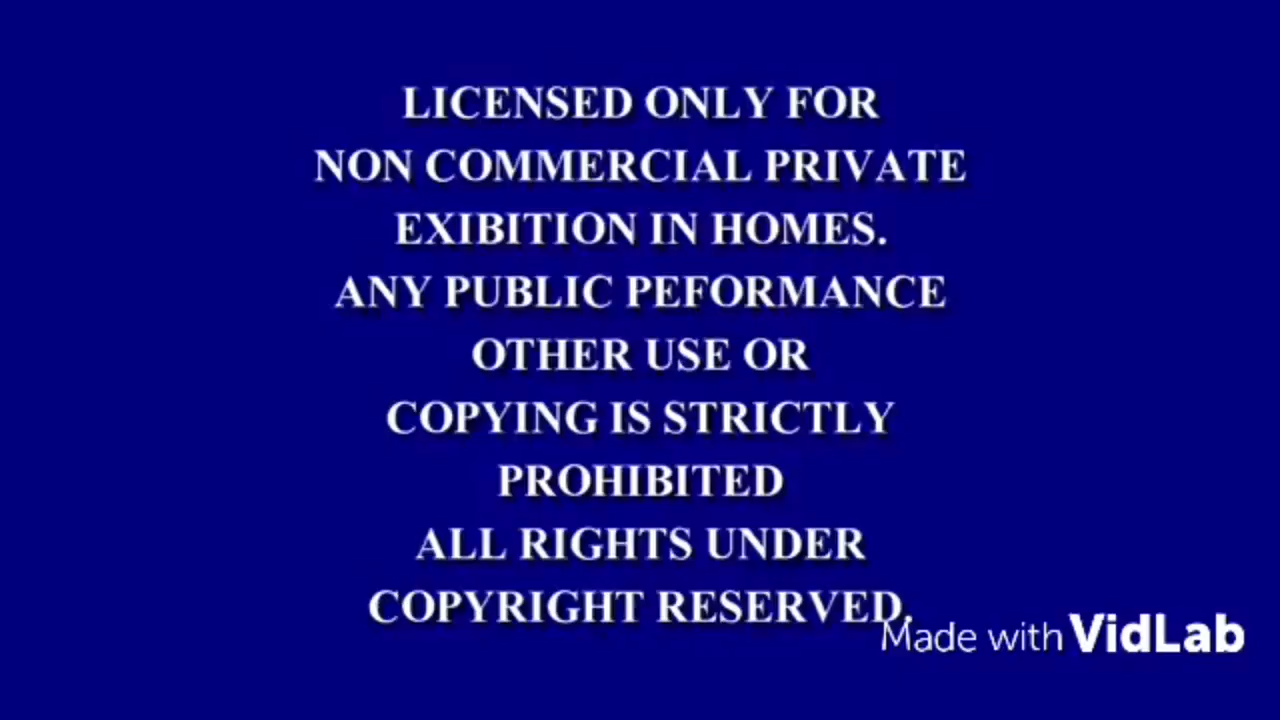 LICENSED ONLY FOR
NON COMMERCIAL PRIVATE
EXIBITION IN HOMES.
ANY PUBLIC PEFORMANCE
OTHER USE OR
COPYING IS STRICTLY
PROHIBITED
ALL RIGHTS UNDER
COPYRIGHT RESERVED.
Made with VidLab